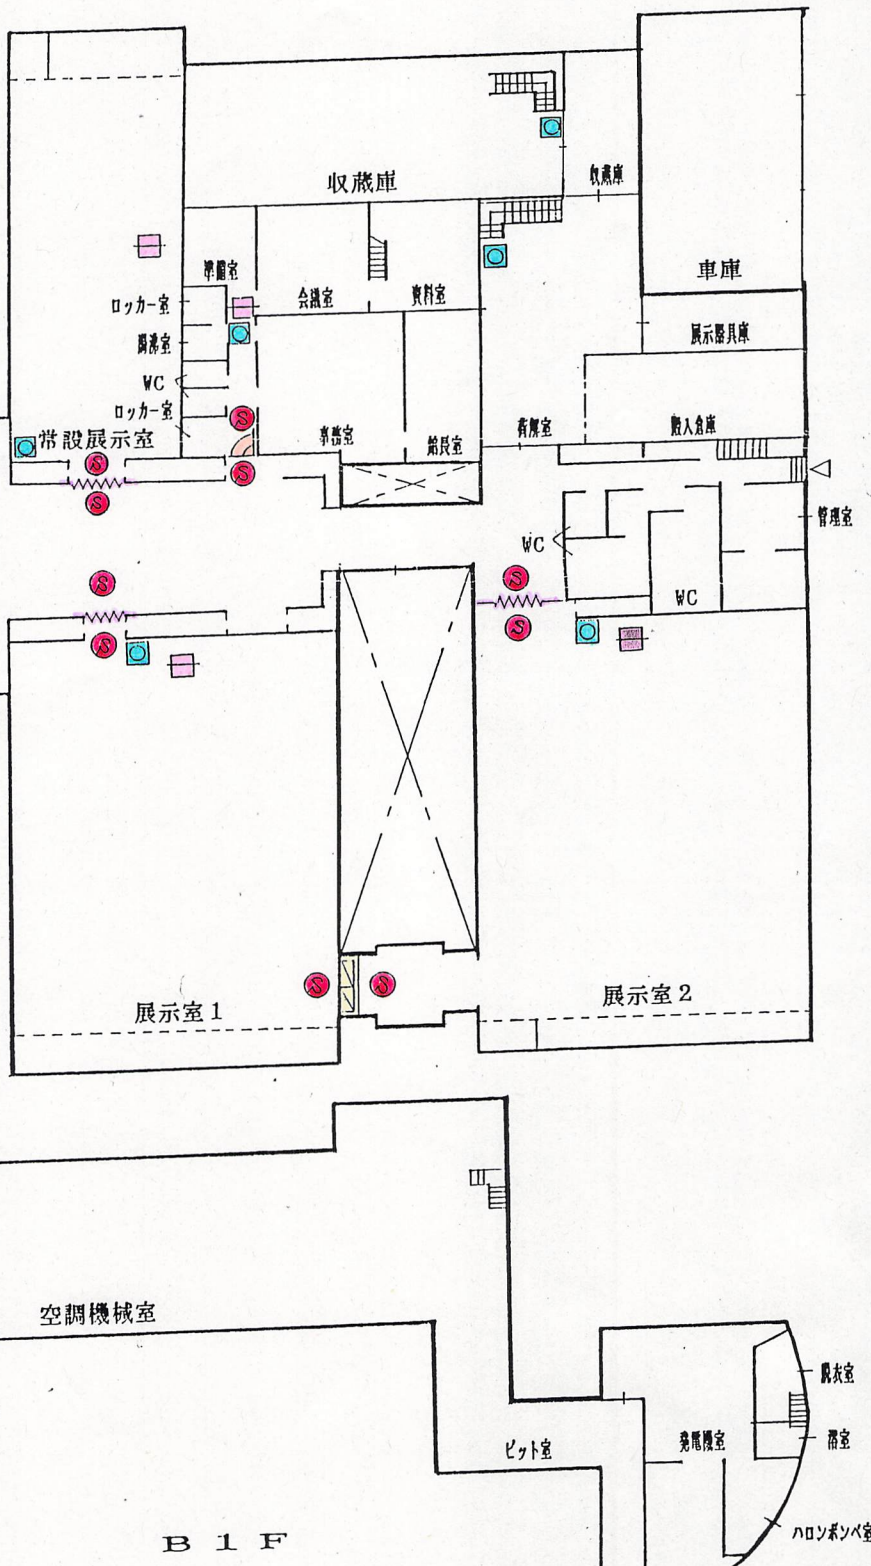 収蔵庫
収蔵庫
準備室
会議室
資料室
車庫
ロッカー室
湯沸室
展示器具庫
WC
ロッカー室
常設展示室
事務室
館長室
荷解室
搬入倉庫
S
S
S
S
管理室
WC
WC
S
S
S
S
S
S
展示室1
展示室2
空調機械室
脱衣室
ピット室
発電機室
浴室
ハロンボンベ室
B1F